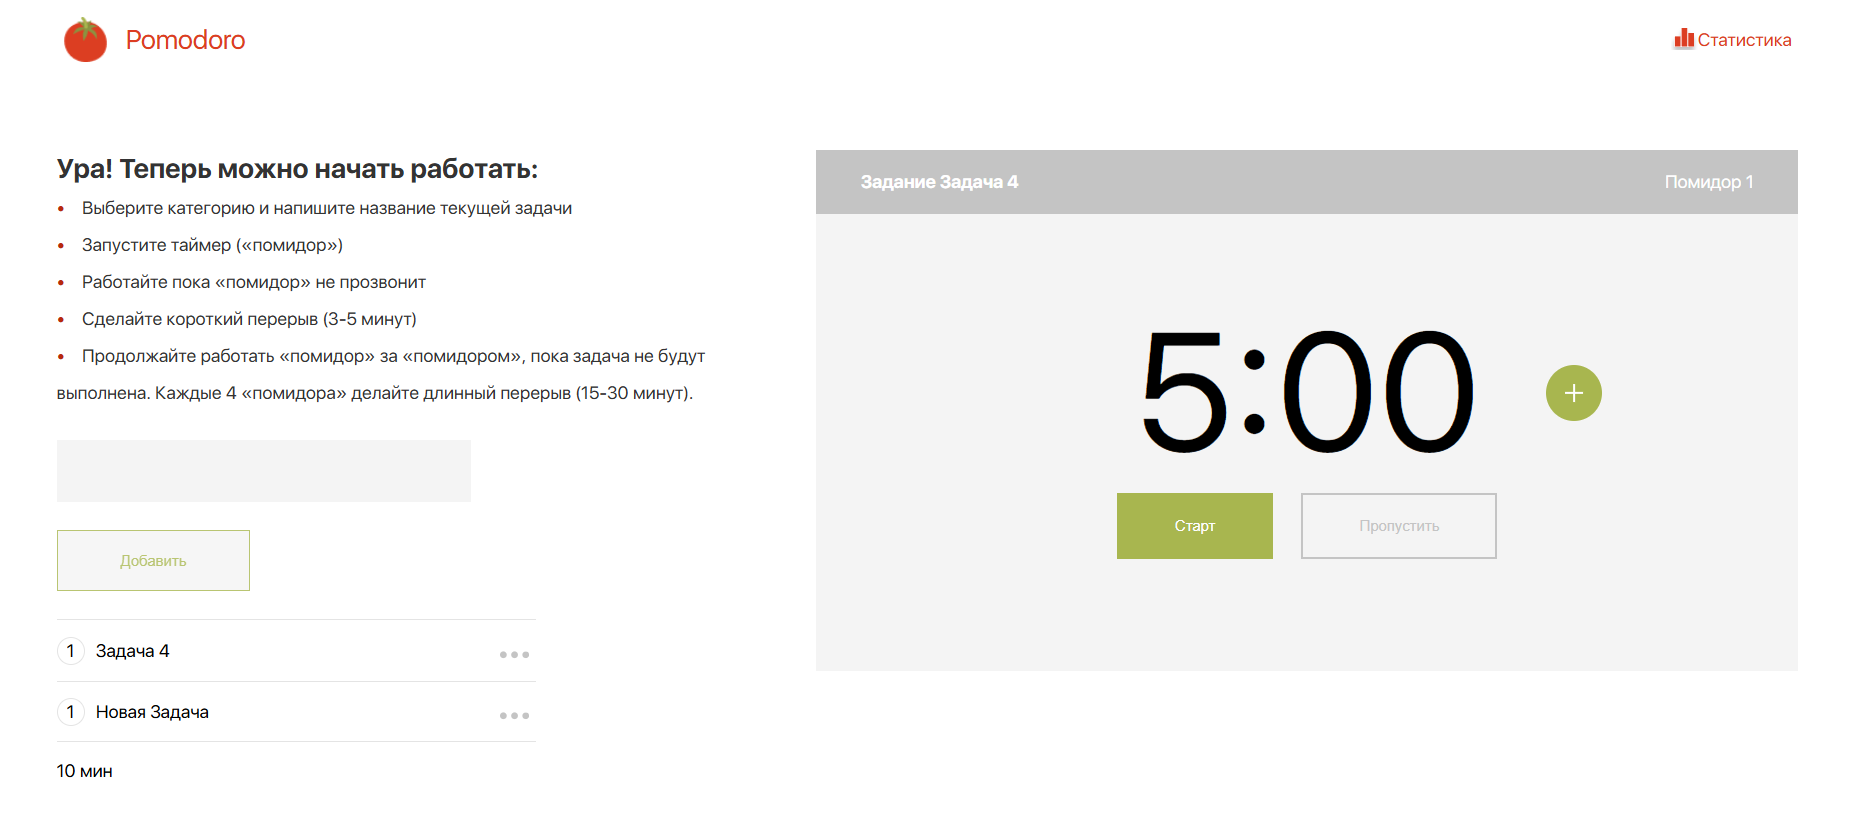 Pomodoro
Статистика
Ура! Теперь можно начать работать:
• Выберите категорию и напишите название текущей задачи
• Запустите таймер («помидор»)
• Работайте пока «помидор» не прозвонит
• Сделайте короткий перерыв (3-5 минут)
• Продолжайте работать «помидор» за «помидором», пока задача не будут
выполнена. Каждые 4 «помидора» делайте длинный перерыв (15-30 минут).
Добавить
1 Задача 4
1 Новая Задача
10 мин
Задание Задача 4
Помидор 1
5:00
Старт
Пропустить